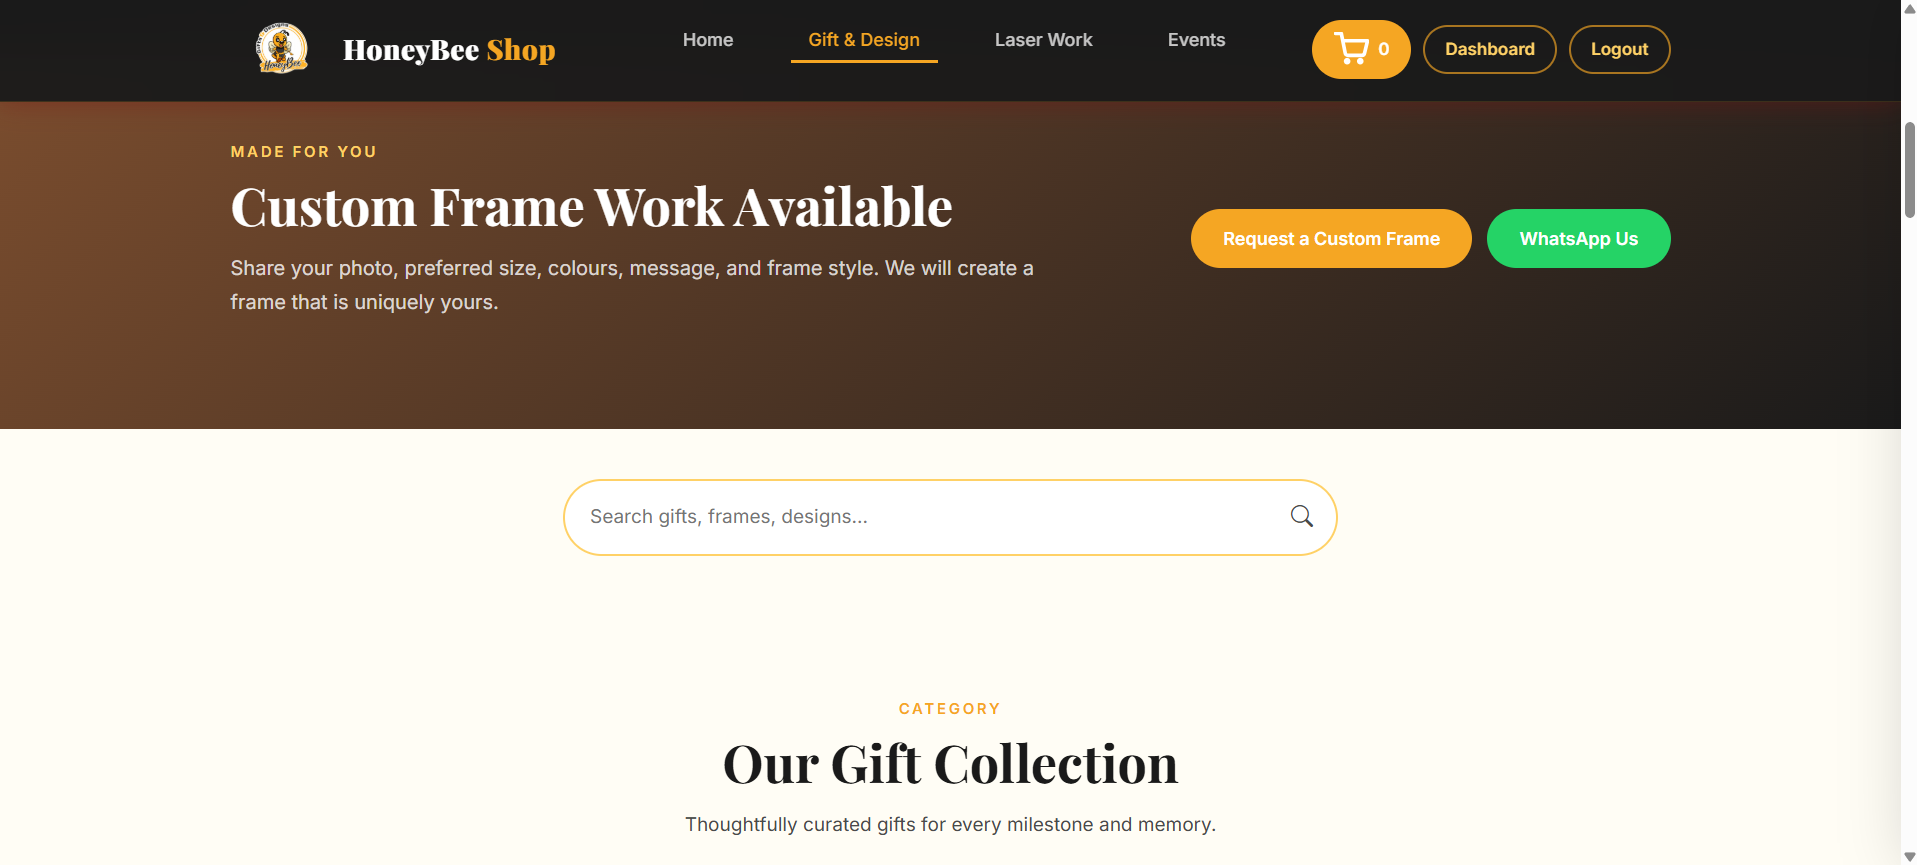 HoneyBee
HoneyBee Shop
Home
Gift & Design
Laser Work
Events
0
Dashboard
Logout
MADE FOR YOU
Custom Frame Work Available
Share your photo, preferred size, colours, message, and frame style. We will create a
frame that is uniquely yours.
Request a Custom Frame
WhatsApp Us
Search gifts, frames, designs...
CATEGORY
Our Gift Collection
Thoughtfully curated gifts for every milestone and memory.